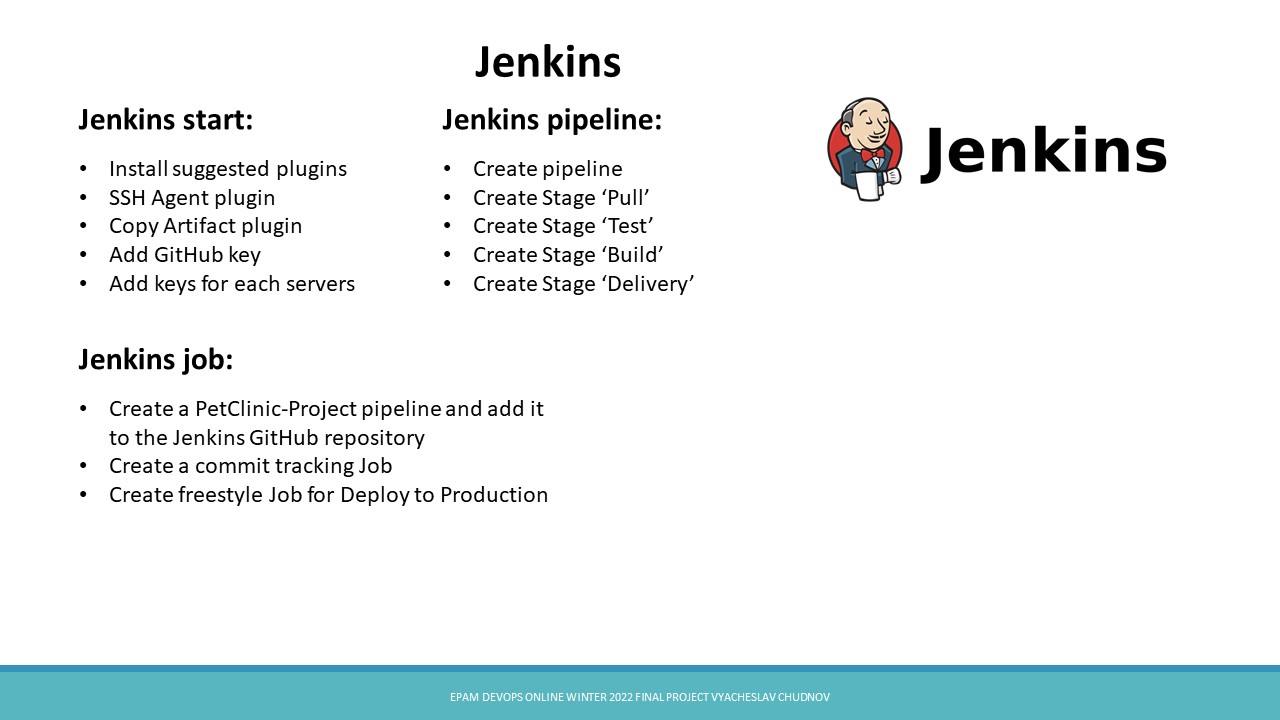 Jenkins
Jenkins start:
• Install suggested plugins
• SSH Agent plugin
• Copy Artifact plugin
• Add GitHub key
• Add keys for each servers
Jenkins pipeline:
• Create pipeline
• Create Stage ‘Pull’
• Create Stage ‘Test’
• Create Stage ‘Build’
• Create Stage ‘Delivery’
Jenkins
Jenkins job:
• Create a PetClinic-Project pipeline and add it
to the Jenkins GitHub repository
• Create a commit tracking Job
• Create freestyle Job for Deploy to Production
EPAM DEVOPS ONLINE WINTER 2022 FINAL PROJECT VYACHESLAV CHUDNOV